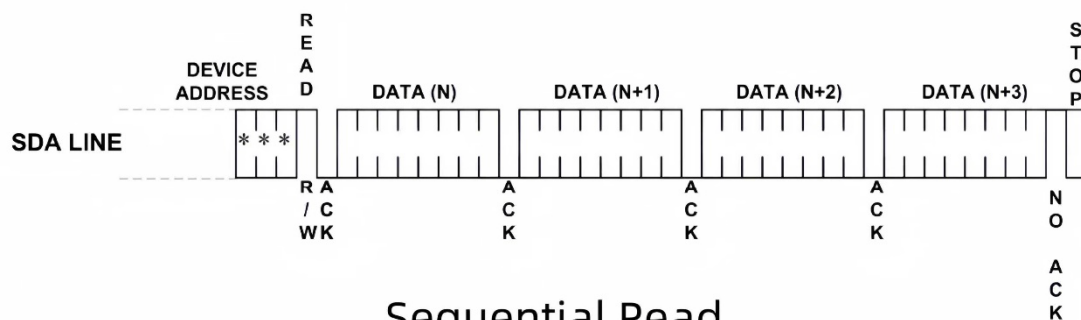 READ
STOP
DEVICE
ADDRESS
DATA (N)
DATA (N+1)
DATA (N+2)
DATA (N+3)
SDA LINE
* * *
R/W
ACK
ACK
ACK
ACK
NO ACK
Sequential Read